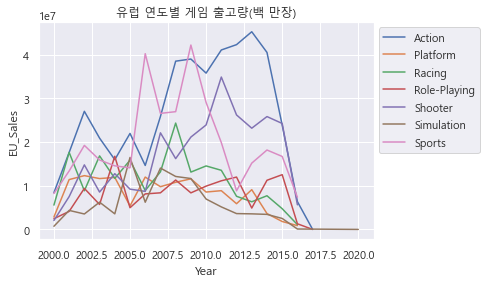 유럽 연도별 게임 출고량(백 만장)
1e7
EU_Sales
4
3
2
1
0
2000.0 2002.5 2005.0 2007.5 2010.0 2012.5 2015.0 2017.5 2020.0
Year
Action
Platform
Racing
Role-Playing
Shooter
Simulation
Sports